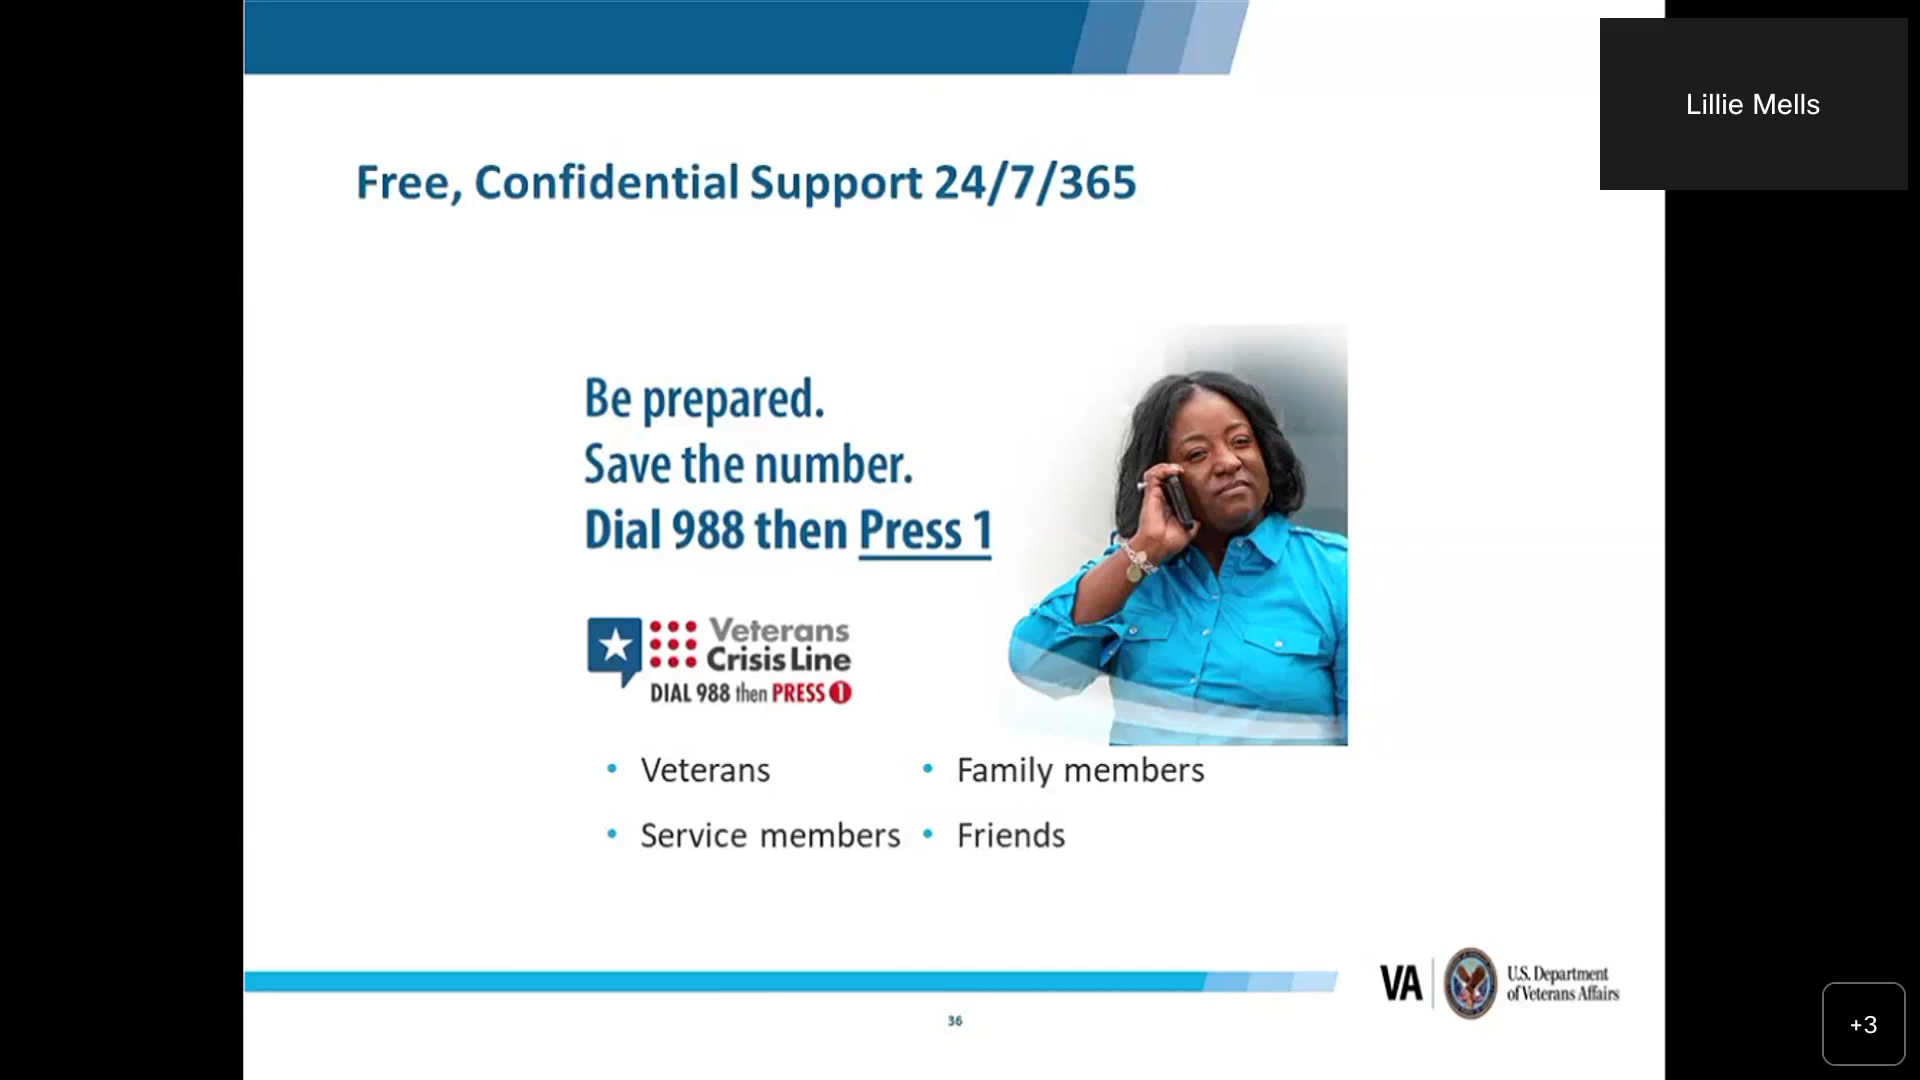 Lillie Mells
Free, Confidential Support 24/7/365
Be prepared.
Save the number.
Dial 988 then Press 1
Veterans
Crisis Line
DIAL 988 then PRESS 1
• Veterans
• Service members
• Family members
• Friends
VA
U.S. Department
of Veterans Affairs
36
+3